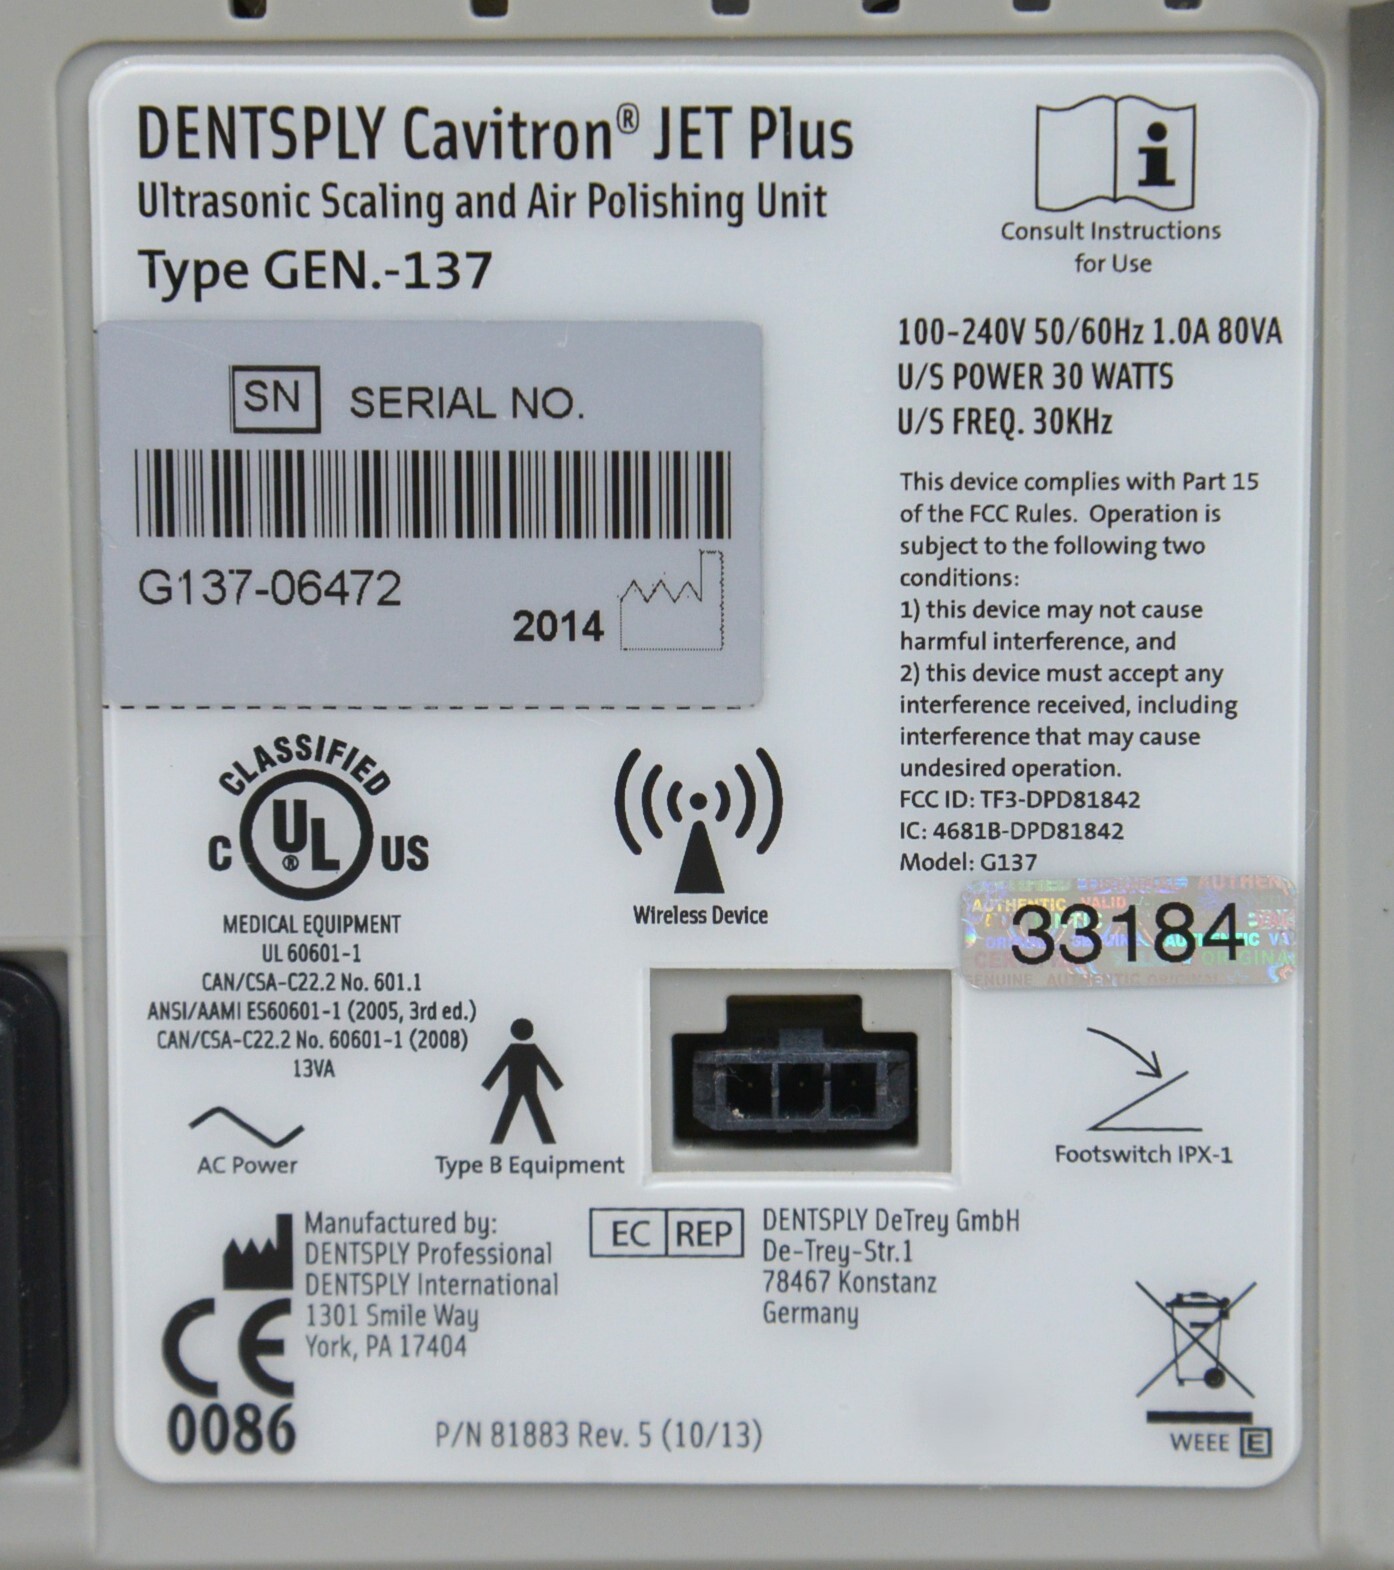 DENTSPLY Cavitron® JET Plus
Ultrasonic Scaling and Air Polishing Unit
Type GEN.-137
Consult Instructions
for Use
SN SERIAL NO.
G137-06472
2014
100-240V 50/60Hz 1.0A 80VA
U/S POWER 30 WATTS
U/S FREQ. 30KHz
This device complies with Part 15
of the FCC Rules. Operation is
subject to the following two
conditions:
1) this device may not cause
harmful interference, and
2) this device must accept any
interference received, including
interference that may cause
undesired operation.
FCC ID: TF3-DPD81842
IC: 4681B-DPD81842
Model: G137
33184
AUTHENTIC VALID
CLASSIFIED
C UL® US
MEDICAL EQUIPMENT
UL 60601-1
CAN/CSA-C22.2 No. 601.1
ANSI/AAMI ES60601-1 (2005, 3rd ed.)
CAN/CSA-C22.2 No. 60601-1 (2008)
13VA
Wireless Device
AC Power
Type B Equipment
Footswitch IPX-1
Manufactured by:
DENTSPLY Professional
DENTSPLY International
1301 Smile Way
York, PA 17404
CE
0086
EC REP
DENTSPLY DeTrey GmbH
De-Trey-Str.1
78467 Konstanz
Germany
P/N 81883 Rev. 5 (10/13)
WEEE E